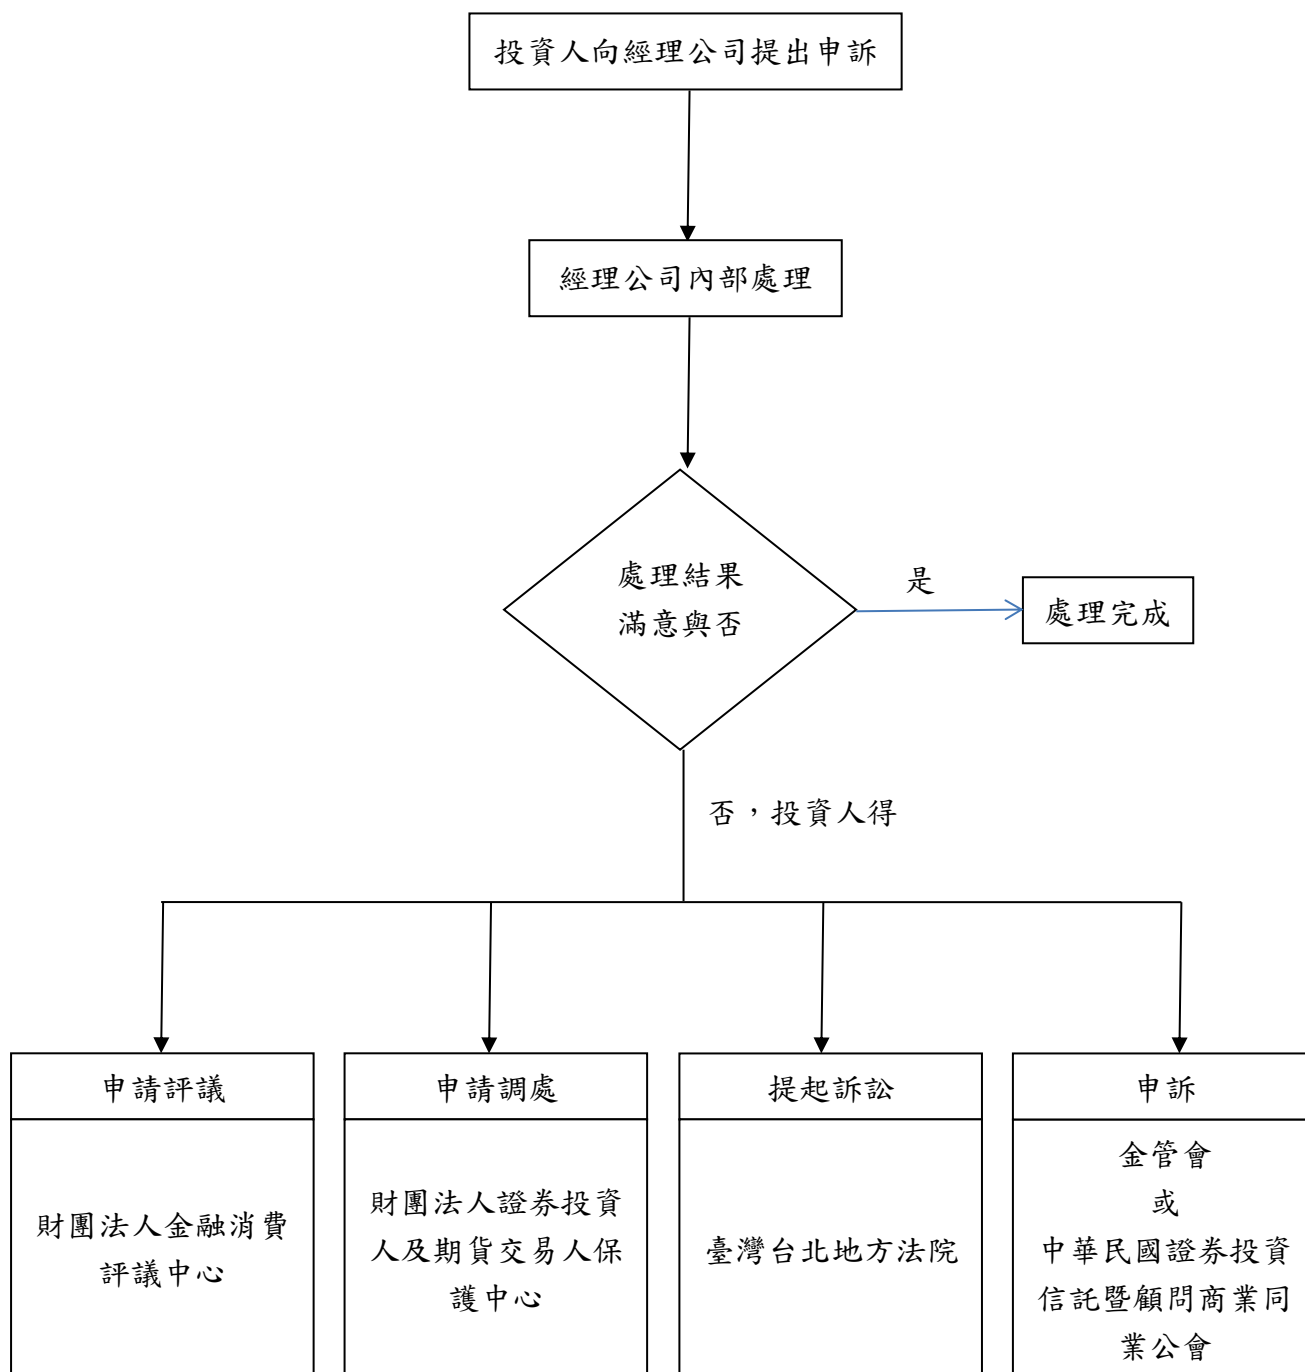 投資人向經理公司提出申訴
經理公司內部處理
處理結果
滿意與否
是
處理完成
否，投資人得
申請評議
財團法人金融消費
評議中心
申請調處
財團法人證券投資
人及期貨交易人保
護中心
提起訴訟
臺灣台北地方法院
申訴
金管會
或
中華民國證券投資
信託暨顧問商業同
業公會